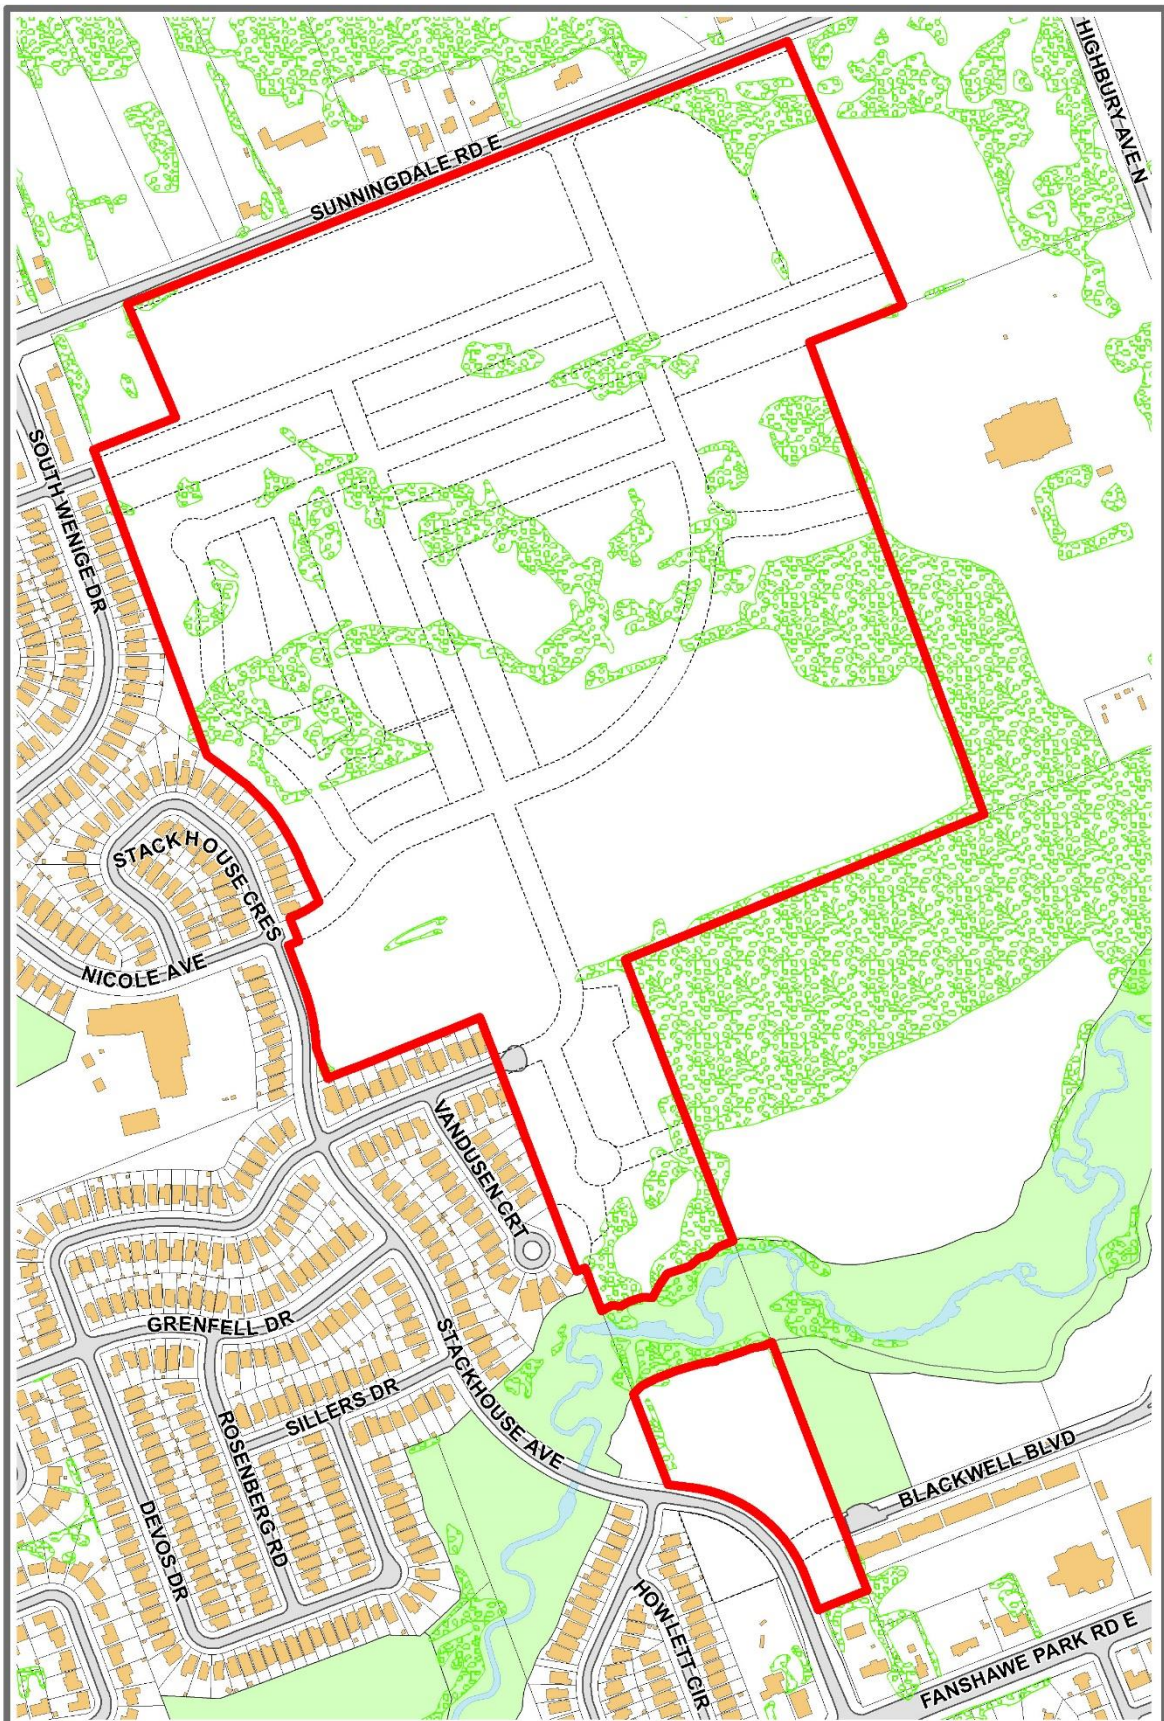 HIGHBURY AVE N
SUNNINGDALE RD E
SOUTH WENIGE DR
STACKHOUSE CRES
NICOLE AVE
VANDUSEN CRT
GRENFELL DR
STACKHOUSE AVE
SILLERS DR
ROSENBERG RD
DEVOS DR
BLACKWELL BLVD
HOWLETT CIR
FANSHAWE PARK RD E